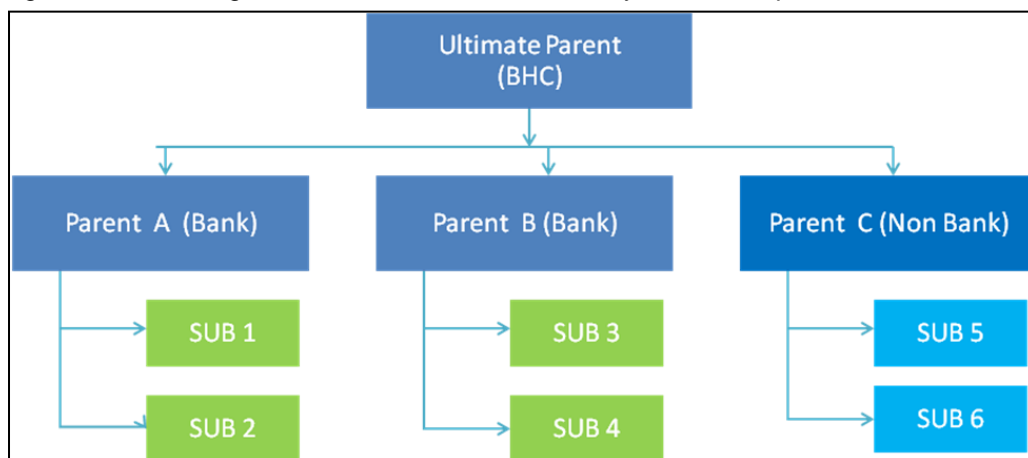 Ultimate Parent
(BHC)
Parent A (Bank)
Parent B (Bank)
Parent C (Non Bank)
SUB 1
SUB 3
SUB 5
SUB 2
SUB 4
SUB 6